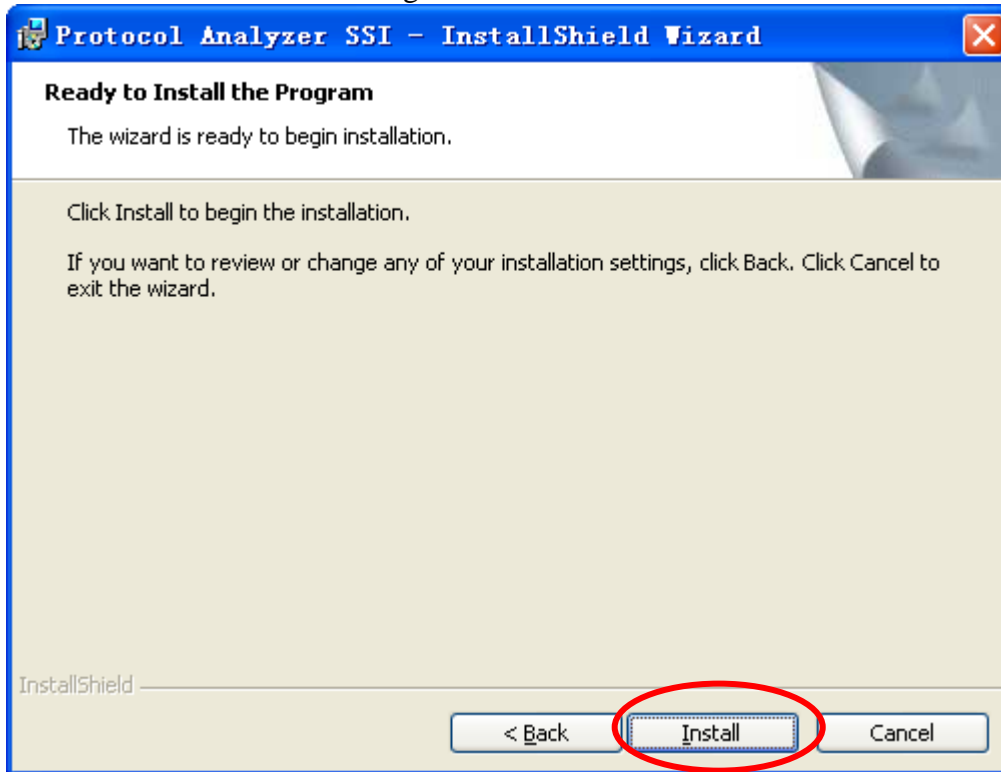 Protocol Analyzer SSI - InstallShield Wizard
Ready to Install the Program
The wizard is ready to begin installation.
Click Install to begin the installation.
If you want to review or change any of your installation settings, click Back. Click Cancel to
exit the wizard.
InstallShield
< Back Install Cancel